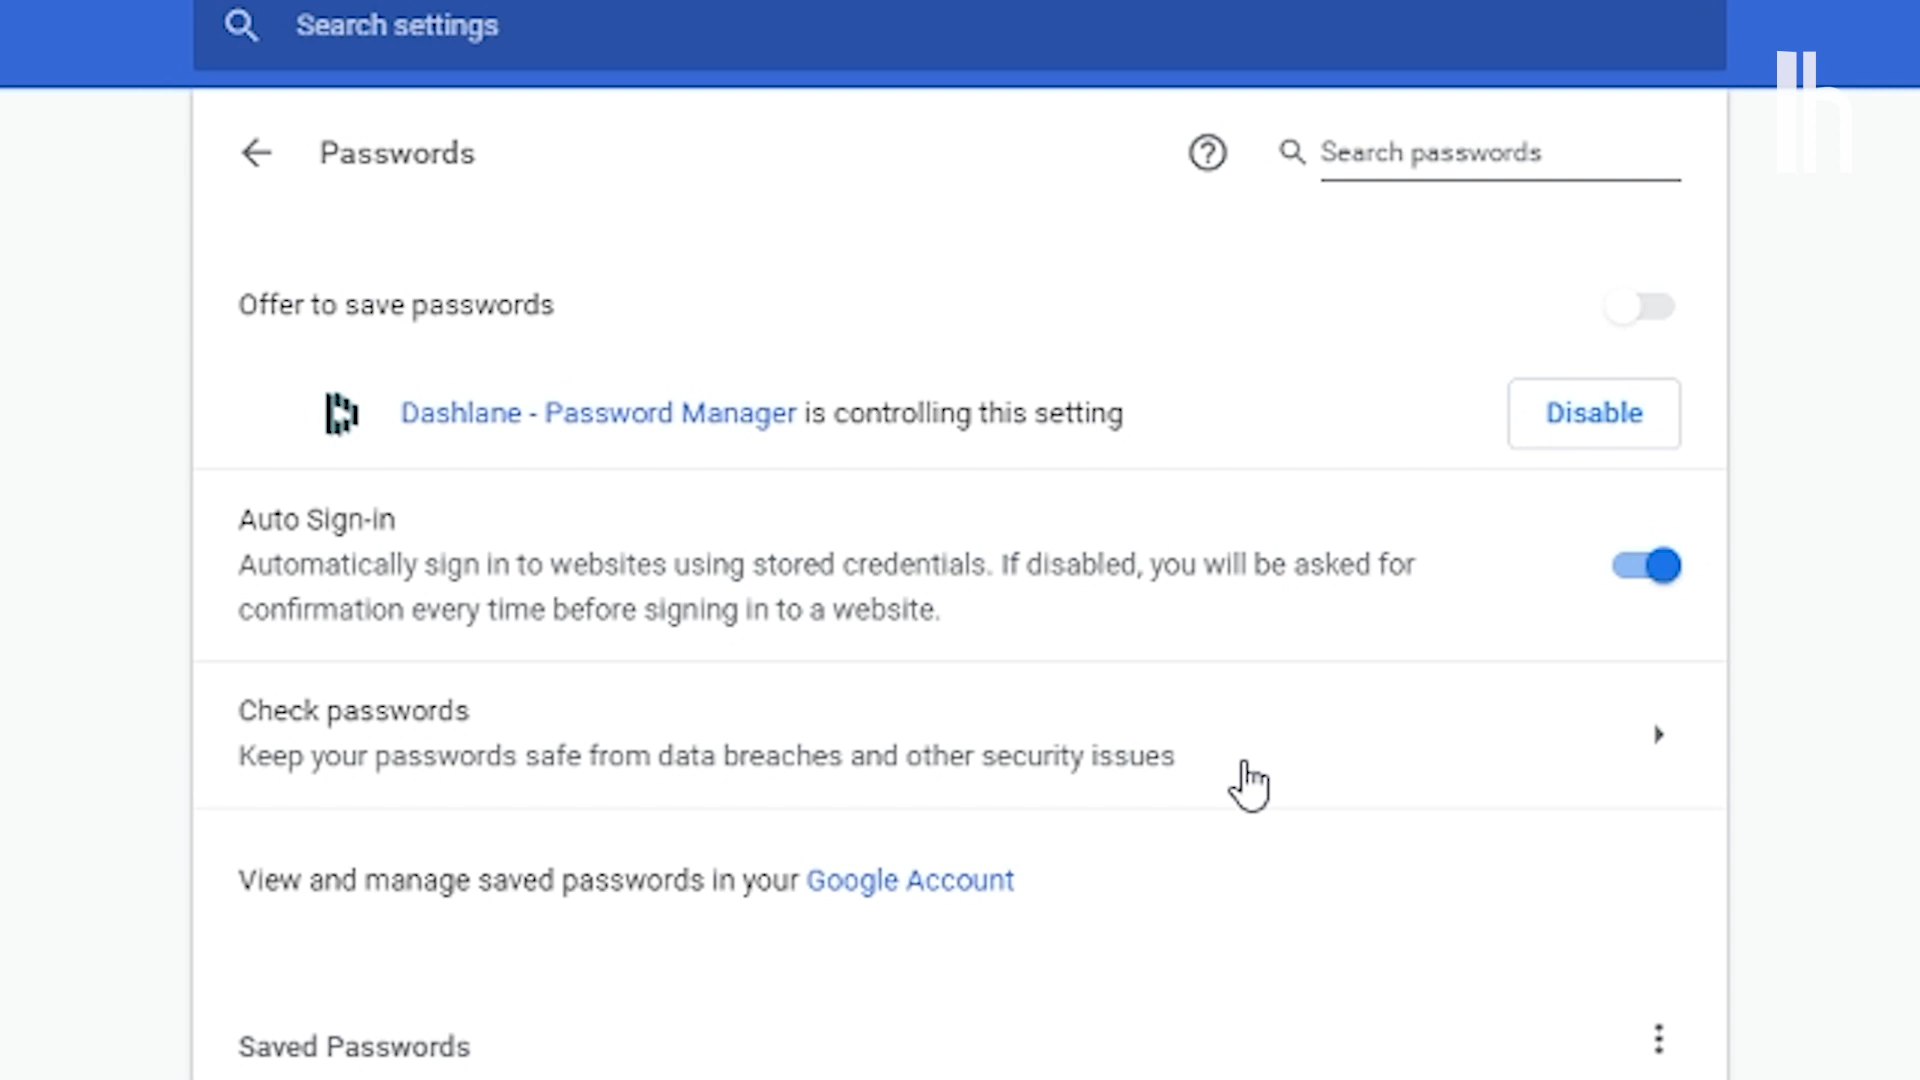 Search settings
Passwords
Search passwords
Offer to save passwords
Dashlane - Password Manager is controlling this setting
Disable
Auto Sign-in
Automatically sign in to websites using stored credentials. If disabled, you will be asked for
confirmation every time before signing in to a website.
Check passwords
Keep your passwords safe from data breaches and other security issues
View and manage saved passwords in your Google Account
Saved Passwords
lh